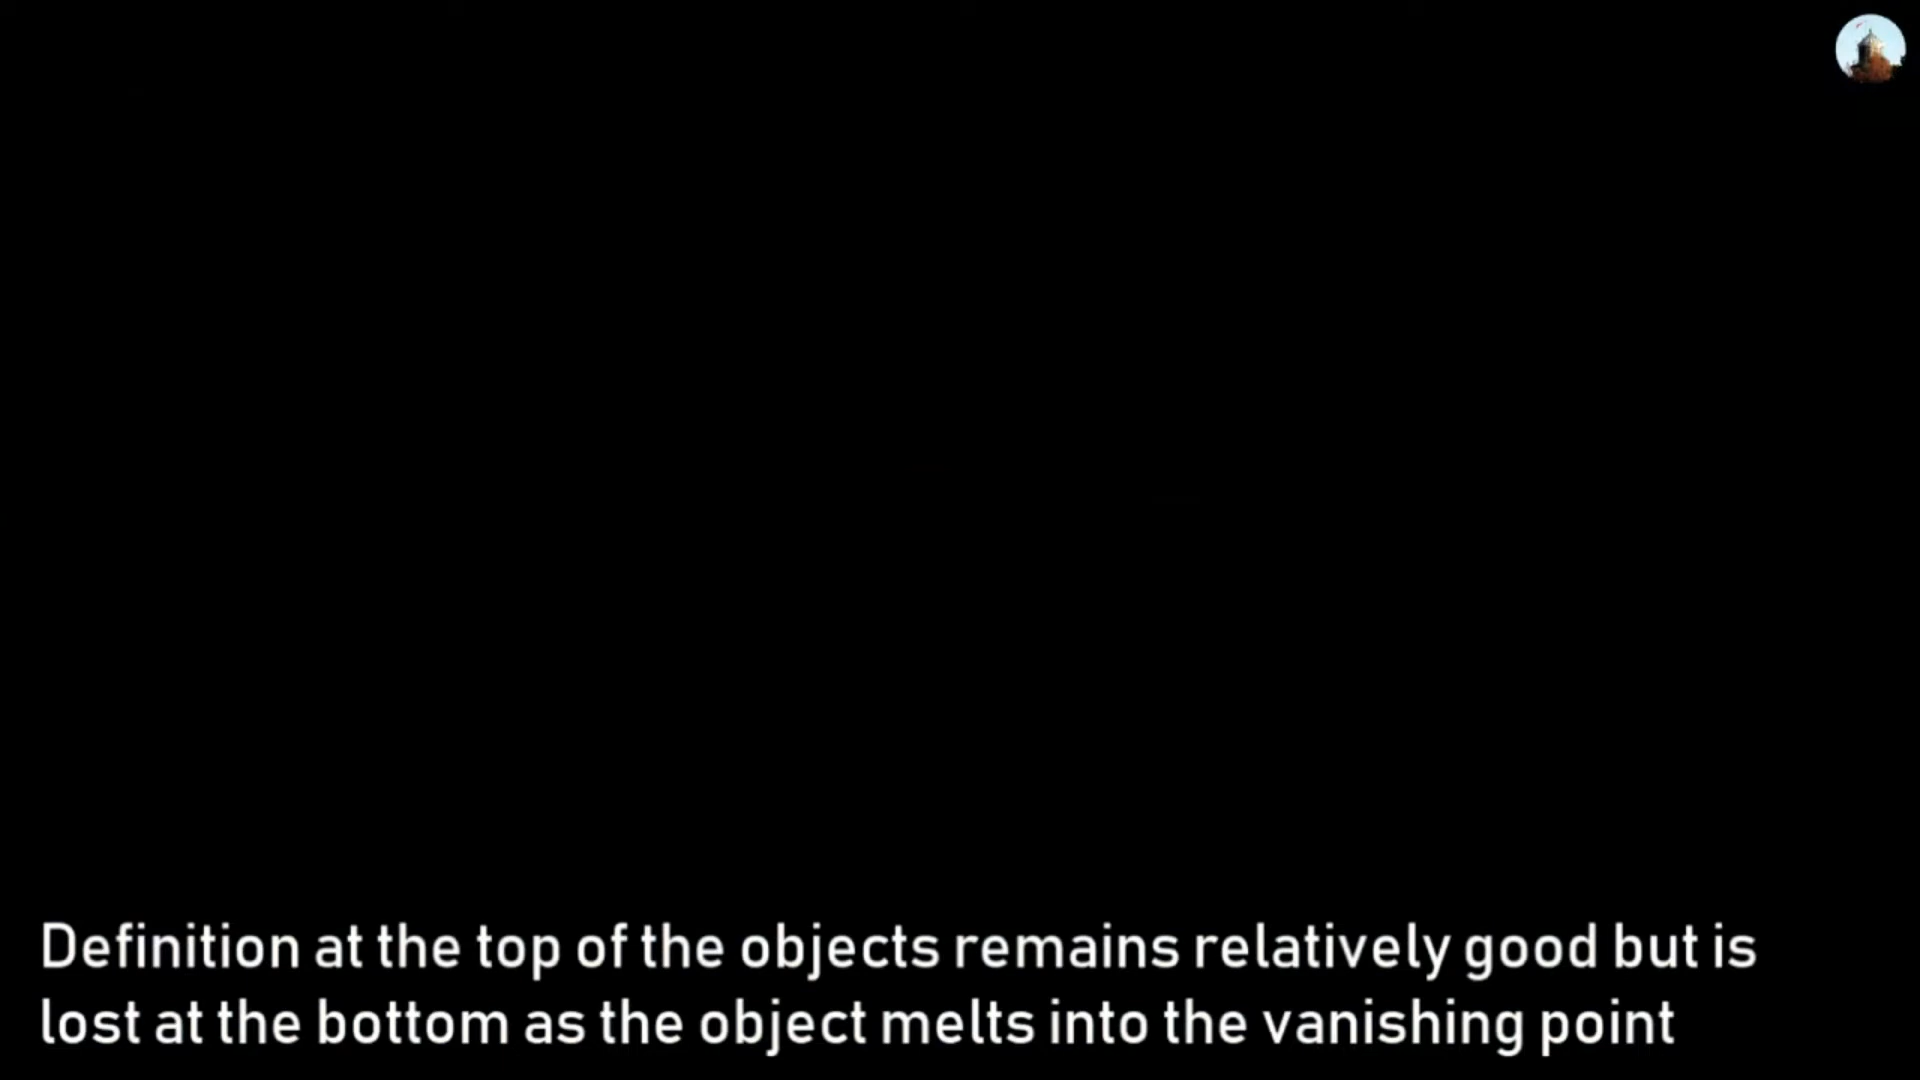 Definition at the top of the objects remains relatively good but is
lost at the bottom as the object melts into the vanishing point